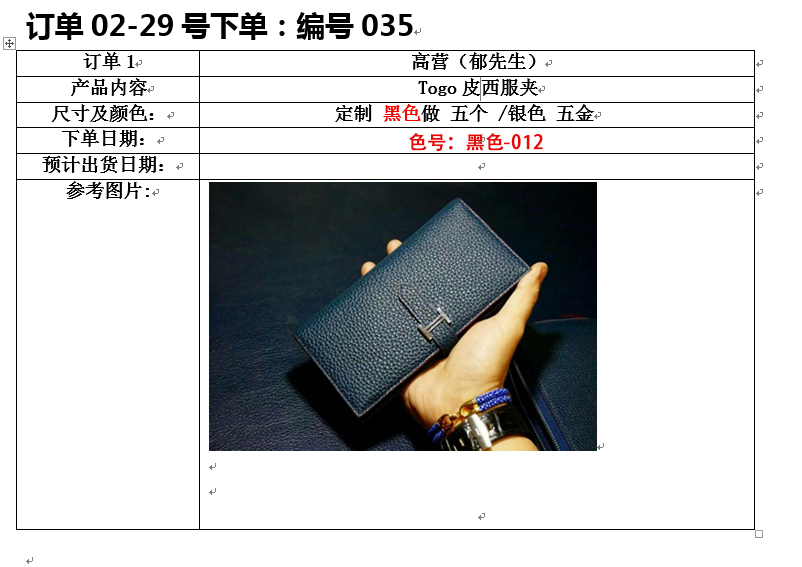 订单 02-29 号下单：编号 035
订单 1
高营（郁先生）
产品内容
Togo 皮西服夹
尺寸及颜色：
定制 黑色做 五个 /银色 五金
下单日期：
色号：黑色-012
预计出货日期：
参考图片: